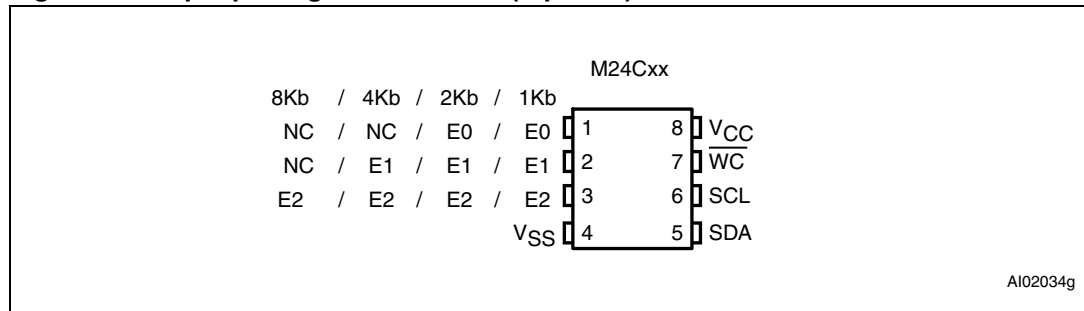 M24Cxx
8Kb / 4Kb / 2Kb / 1Kb
NC / NC / E0 / E0 1 8 VCC
NC / E1 / E1 / E1 2 7 WC
E2 / E2 / E2 / E2 3 6 SCL
VSS 4 5 SDA
AI02034g